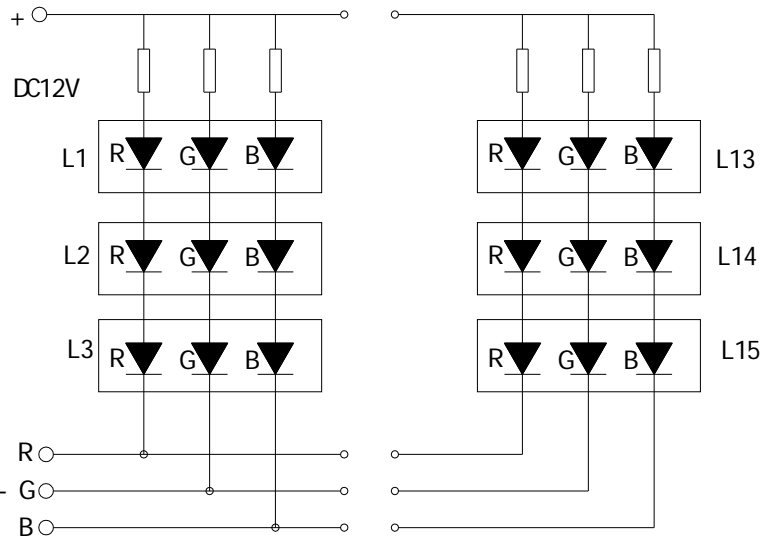 +
DC12V
L1 R G B
R G B L13
L2 R G B
R G B L14
L3 R G B
R G B L15
R
- G
B